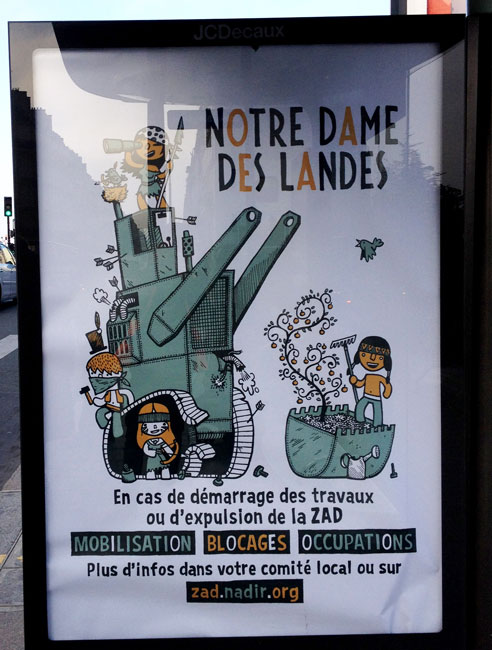 JCDecaux
NOTRE DAME
DES LANDES
En cas de démarrage des travaux
ou d'expulsion de la ZAD
MOBILISATION BLOCAGES OCCUPATIONS
Plus d'infos dans votre comité local ou sur
zad.nadir.org